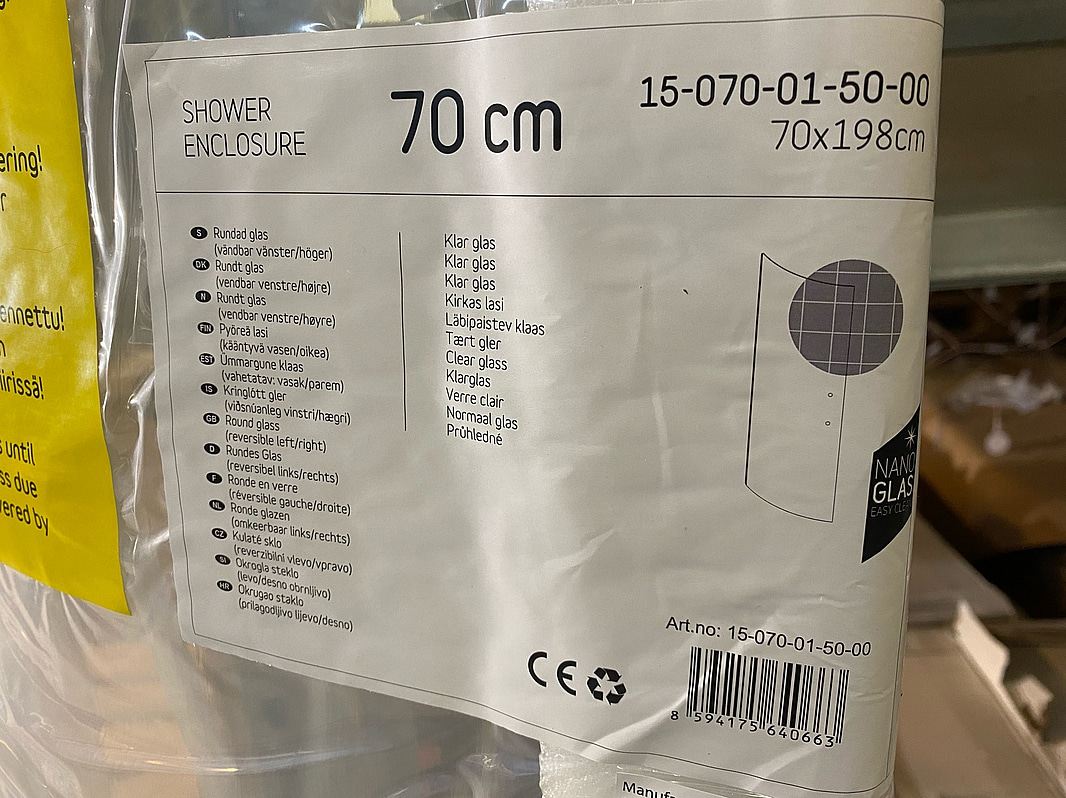 ering!
ennettu!
iirissä!
s until
ss due
vered by
SHOWER
ENCLOSURE
70 cm
15-070-01-50-00
70x198cm
S Rundad glas
(vändbar vänster/höger)
DK Rundt glas
(vendbar venstre/højre)
N Rundt glas
(vendbar venstre/høyre)
FIN Pyöreä lasi
(kääntyvä vasen/oikea)
EST Ümmargune klaas
(vahetatav: vasak/parem)
IS Kringlótt gler
(viðsnúanleg vinstri/hægri)
GB Round glass
(reversible left/right)
D Rundes Glas
(reversibel links/rechts)
F Ronde en verre
(réversible gauche/droite)
NL Ronde glazen
(omkeerbaar links/rechts)
CZ Kulaté sklo
(reverzibilní vlevo/vpravo)
SI Okrogla steklo
(levo/desno obrnljivo)
HR Okrugao staklo
(prilagodljivo lijevo/desno)
Klar glas
Klar glas
Klar glas
Kirkas lasi
Läbipaistev klaas
Tært gler
Clear glass
Klarglas
Verre clair
Normaal glas
Průhledné
NANO
GLAS
EASY CLE
Art.no: 15-070-01-50-00
8 594175 640663
CE
Manufa